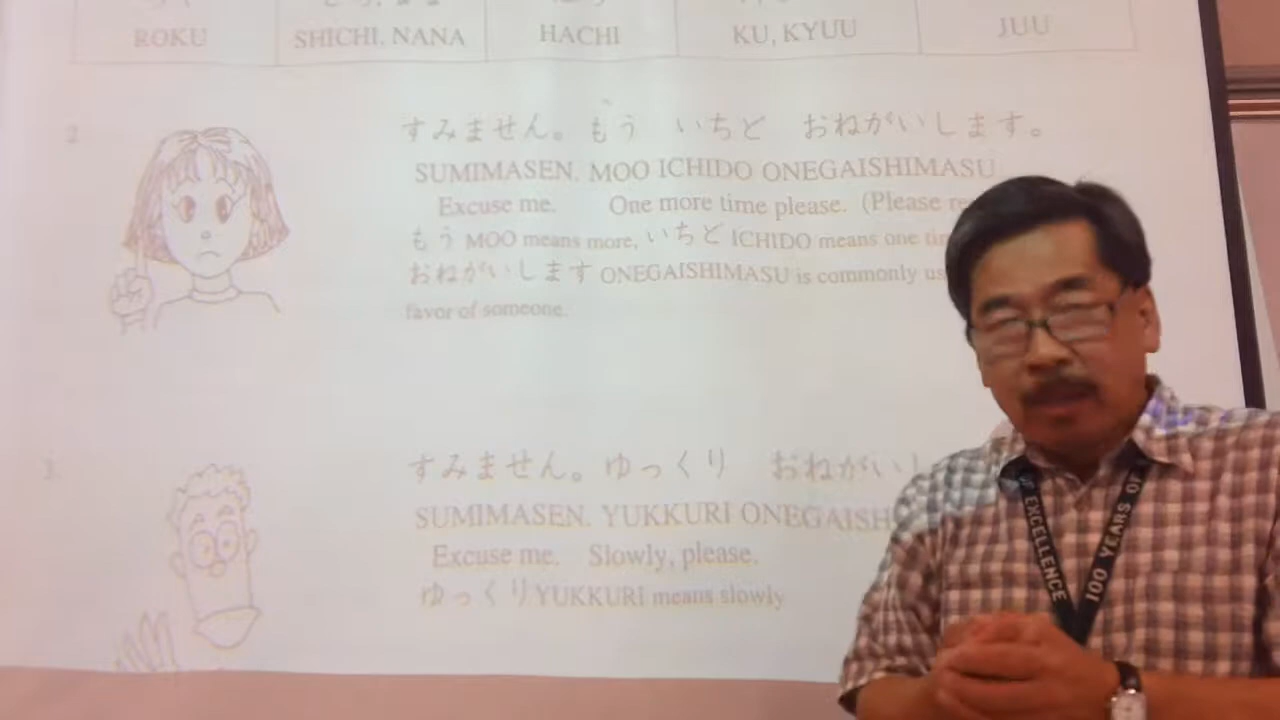 ROKU SHICHI, NANA HACHI KU, KYUU JUU
2
すみません。もう いちど おねがいします。
SUMIMASEN, MOO ICHIDO ONEGAISHIMASU
Excuse me. One more time please. (Please
もう MOO means more, いちど ICHIDO means one
おねがいします ONEGAISHIMASU is commonly
favor of someone.
3.
すみません。ゆっくり おねがい
SUMIMASEN. YUKKURI ONEGAISH
Excuse me. Slowly, please.
ゆっくり YUKKURI means slowly
OF EXCELLENCE
100 YEARS OF